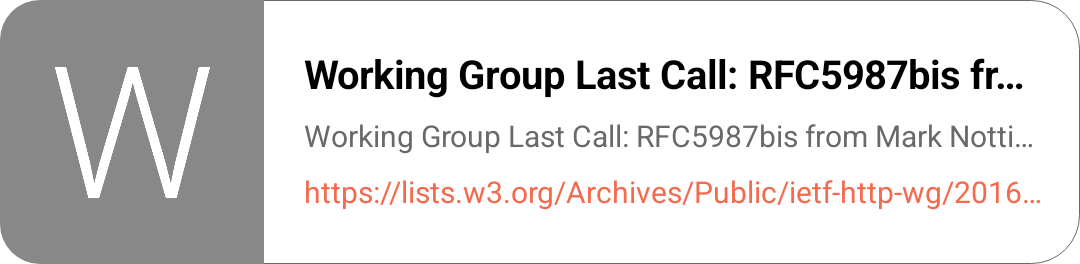 W
Working Group Last Call: RFC5987bis fr...
Working Group Last Call: RFC5987bis from Mark Notti...
https://lists.w3.org/Archives/Public/ietf-http-wg/2016...